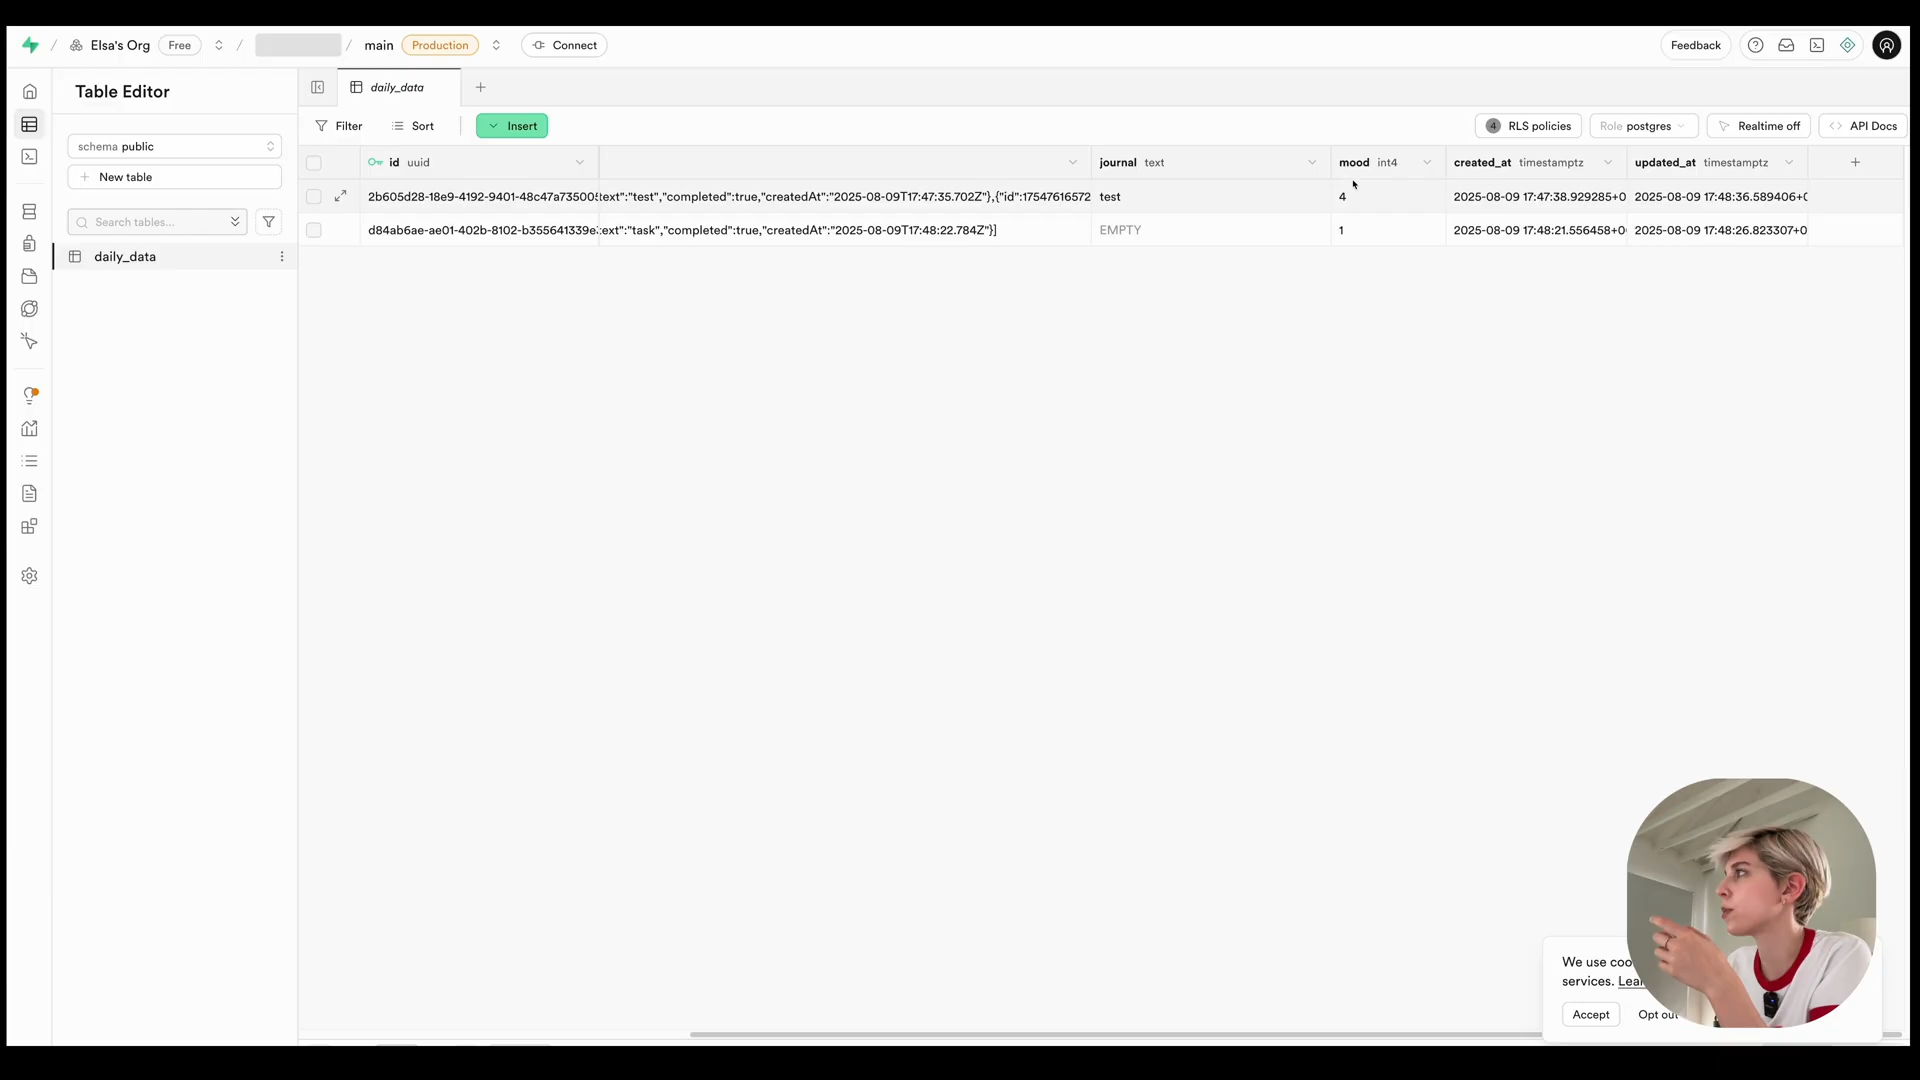 / Elsa's Org Free / / main Production Connect Feedback
Table Editor
daily_data
Filter Sort Insert 4 RLS policies Role postgres Realtime off API Docs
schema public
New table
Search tables...
daily_data
id uuid journal text mood int4 created_at timestamptz updated_at timestamptz
2b605d28-18e9-4192-9401-48c47a735005 :ext":"test","completed":true,"createdAt":"2025-08-09T17:47:35.702Z"},{"id":17547616572 test 4 2025-08-09 17:47:38.929285+0 2025-08-09 17:48:36.589406+0
d84ab6ae-ae01-402b-8102-b355641339e :ext":"task","completed":true,"createdAt":"2025-08-09T17:48:22.784Z"}] EMPTY 1 2025-08-09 17:48:21.556458+0 2025-08-09 17:48:26.823307+0
We use coo
services. Lear
Accept Opt out